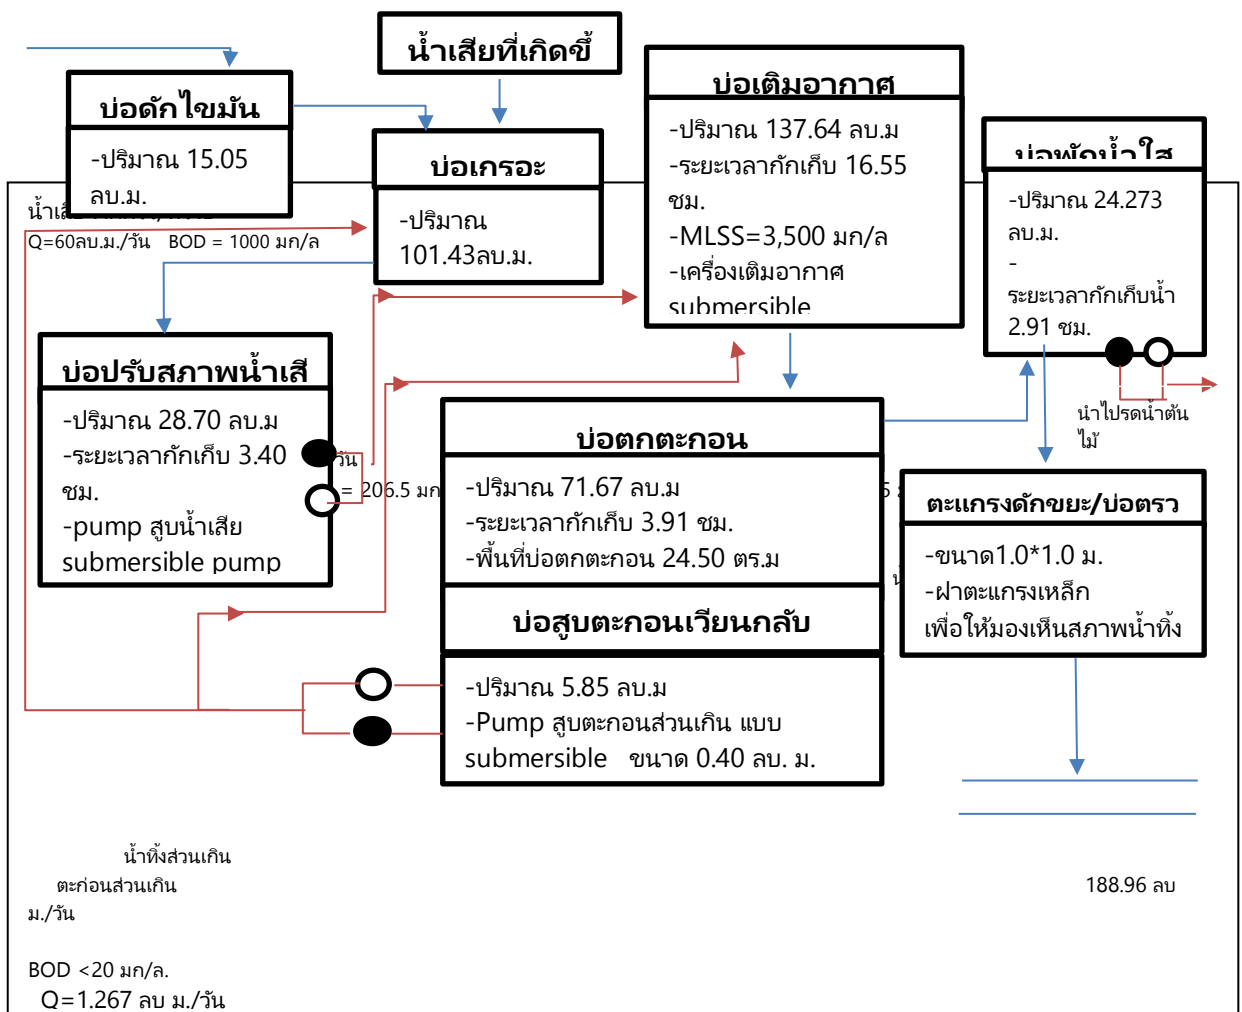 น้ำเสียที่เกิดขึ้
บ่อดักไขมัน
-ปริมาณ 15.05
ลบ.ม.
บ่อเกรอะ
-ปริมาณ
101.43ลบ.ม.
บ่อเติมอากาศ
-ปริมาณ 137.64 ลบ.ม
-ระยะเวลากักเก็บ 16.55
ชม.
-MLSS=3,500 มก/ล
-เครื่องเติมอากาศ
submersible
บ่อพักน้ำใส
-ปริมาณ 24.273
ลบ.ม.
-
ระยะเวลากักเก็บน้ำ
2.91 ชม.
Q=60ลบ.ม./วัน BOD = 1000 มก/ล
บ่อปรับสภาพน้ำเสี
-ปริมาณ 28.70 ลบ.ม
-ระยะเวลากักเก็บ 3.40
ชม.
-pump สูบน้ำเสีย
submersible pump
วัน
= 206.5 มก
นำไปรดน้ำต้น
ไม้
บ่อตกตะกอน
-ปริมาณ 71.67 ลบ.ม
-ระยะเวลากักเก็บ 3.91 ชม.
-พื้นที่บ่อตกตะกอน 24.50 ตร.ม
บ่อสูบตะกอนเวียนกลับ
-ปริมาณ 5.85 ลบ.ม
-Pump สูบตะกอนส่วนเกิน แบบ
submersible ขนาด 0.40 ลบ. ม.
ตะแกรงดักขยะ/บ่อตรว
-ขนาด1.0*1.0 ม.
-ฝาตะแกรงเหล็ก
เพื่อให้มองเห็นสภาพน้ำทิ้ง
น้ำทิ้งส่วนเกิน
ตะก่อนส่วนเกิน 188.96 ลบ
ม./วัน
BOD <20 มก/ล.
Q=1.267 ลบ ม./วัน